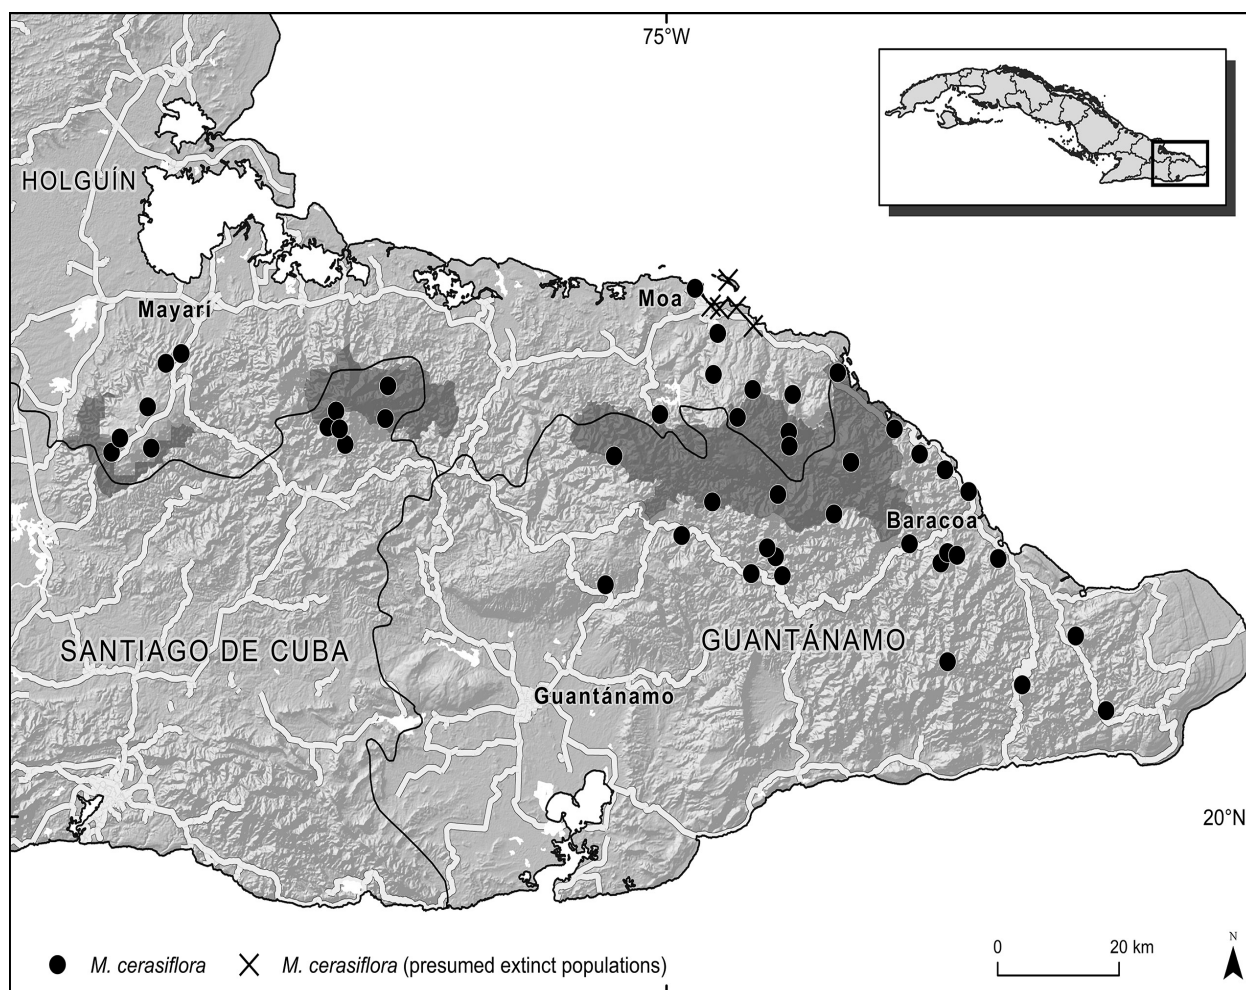 75°W
HOLGUÍN
Mayarí
Moa
Baracoa
SANTIAGO DE CUBA
GUANTÁNAMO
Guantánamo
20°N
M. cerasiflora
M. cerasiflora (presumed extinct populations)
0 20 km
N